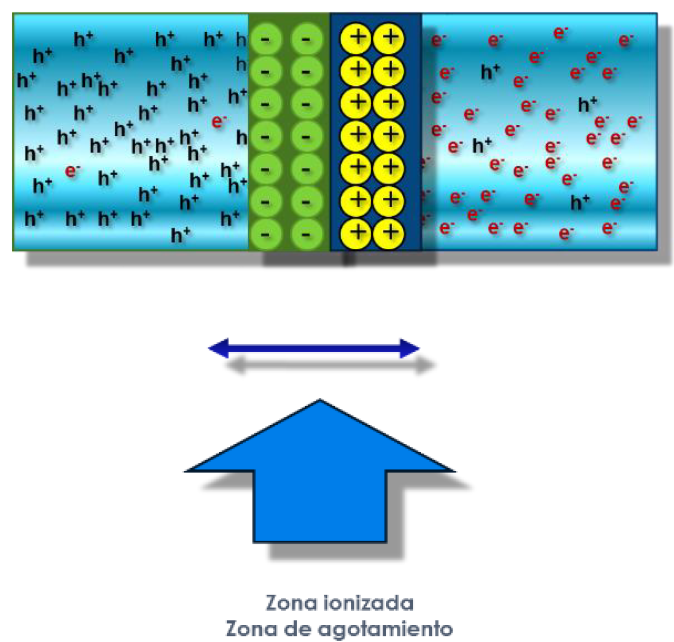 h⁺ h⁺ h⁺ h - - + + e⁻ e⁻ e⁻ e⁻
h⁺ h⁺ h⁺ h - - + + e⁻ h⁺ e⁻ e⁻ e⁻
h⁺ h⁺ h⁺ h⁺ h⁺ h⁺ e⁻
h⁺ h⁺ h⁺ h⁺ h⁺ - - + + e⁻ e⁻ e⁻ h⁺
h⁺ e⁻ e⁻ e⁻ e⁻
h⁺ h⁺ h⁺ h - - + + e⁻ e⁻ e⁻ e⁻
h⁺ h⁺ h⁺ h⁺ h⁺ h⁺ e⁻ h⁺
e⁻ h⁺ h⁺ - - + + e⁻ e⁻ e⁻
h⁺ h⁺ h⁺ h⁺ e⁻ e⁻
h⁺ h⁺ - - + + e⁻ e⁻ e⁻ h⁺ e⁻
h⁺ h⁺ h⁺ h⁺ h⁺ e⁻ e⁻
h⁺ - - + + e⁻ e⁻ e⁻ e⁻ e⁻
Zona ionizada
Zona de agotamiento